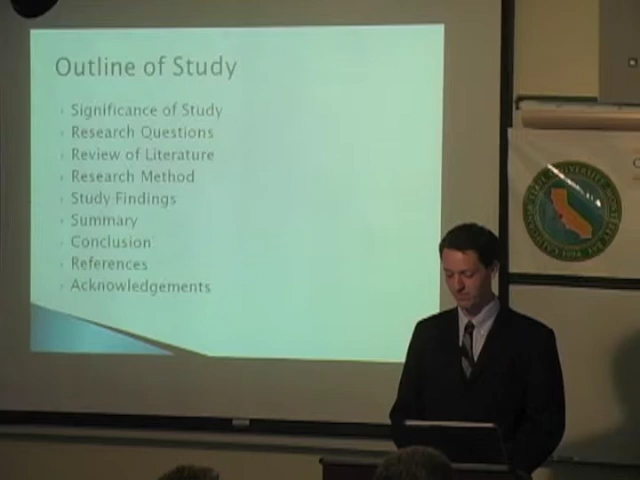 Outline of Study
Significance of Study
Research Questions
Review of Literature
Research Method
Study Findings
Summary
Conclusion
References
Acknowledgements